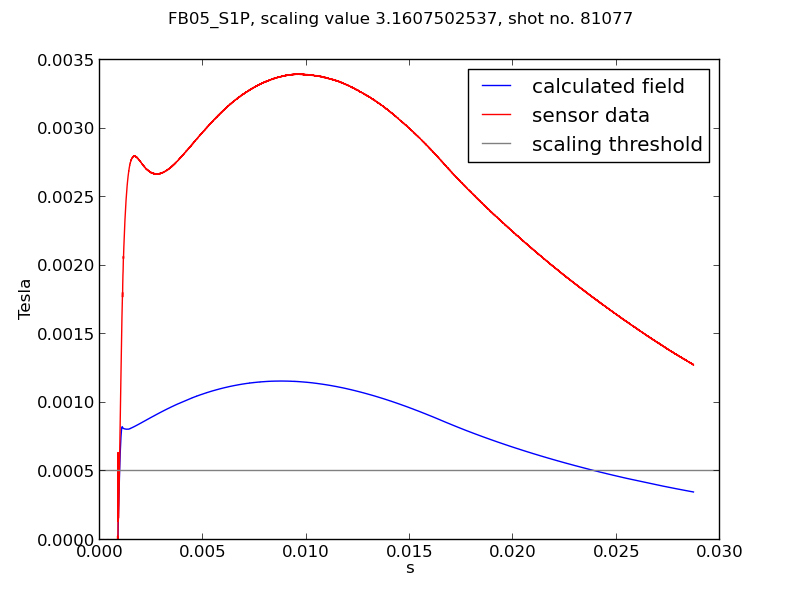 FB05_S1P, scaling value 3.1607502537, shot no. 81077
0.0035
0.0030
0.0025
0.0020
0.0015
0.0010
0.0005
0.0000
Tesla
calculated field
sensor data
scaling threshold
0.000 0.005 0.010 0.015 0.020 0.025 0.030
s